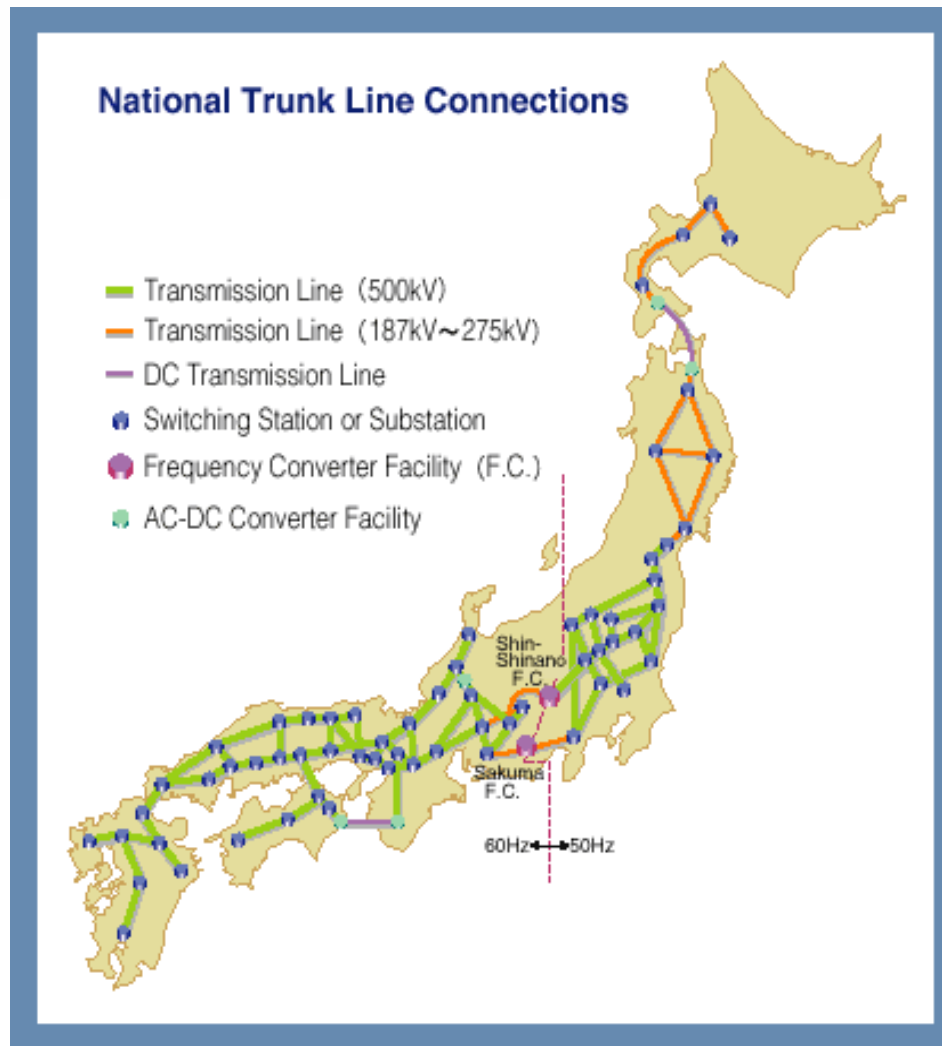 National Trunk Line Connections
Transmission Line (500kV)
Transmission Line (187kV～275kV)
DC Transmission Line
Switching Station or Substation
Frequency Converter Facility (F.C.)
AC-DC Converter Facility
Shin-
Shinano
F.C.
Sakuma
F.C.
60Hz
50Hz